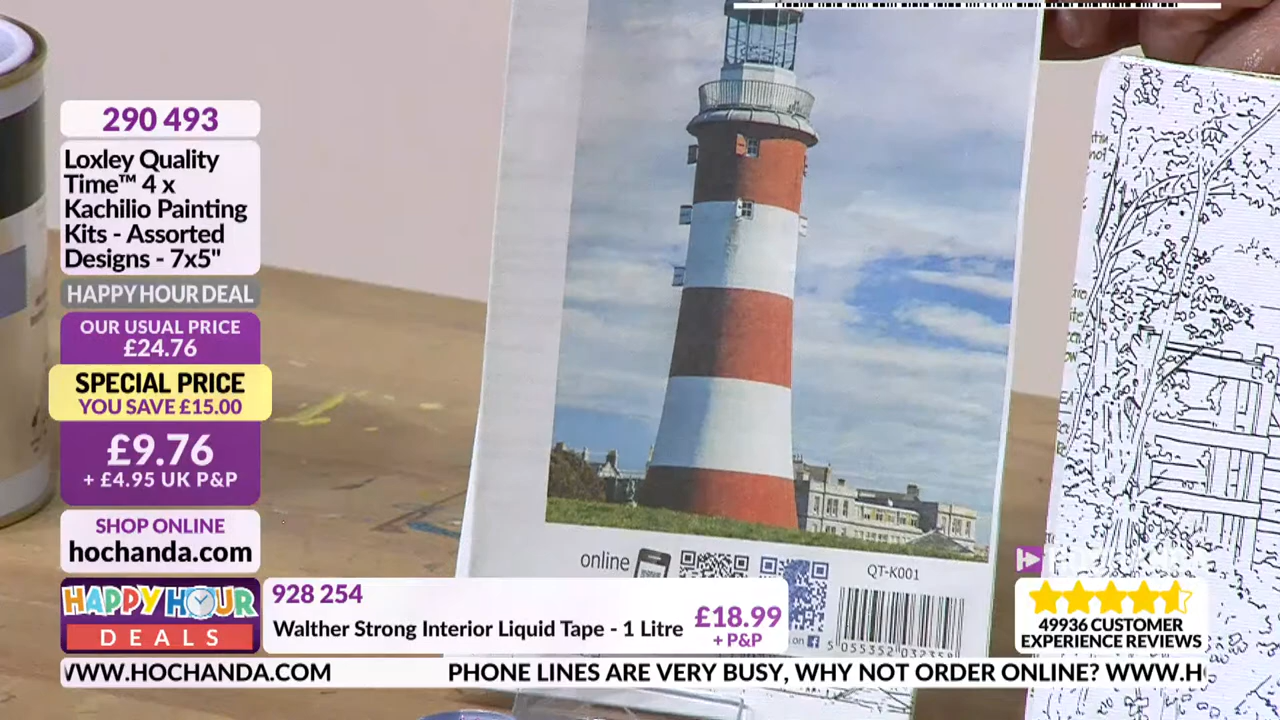 290 493
Loxley Quality
Time™ 4 x
Kachilio Painting
Kits - Assorted
Designs - 7x5"
HAPPY HOUR DEAL
OUR USUAL PRICE
£24.76
SPECIAL PRICE
YOU SAVE £15.00
£9.76
+ £4.95 UK P&P
SHOP ONLINE
hochanda.com
HAPPY HOUR
DEALS
928 254
Walther Strong Interior Liquid Tape - 1 Litre
£18.99
+ P&P
online
QT-K001
on
49936 CUSTOMER
EXPERIENCE REVIEWS
WWW.HOCHANDA.COM PHONE LINES ARE VERY BUSY, WHY NOT ORDER ONLINE? WWW.H